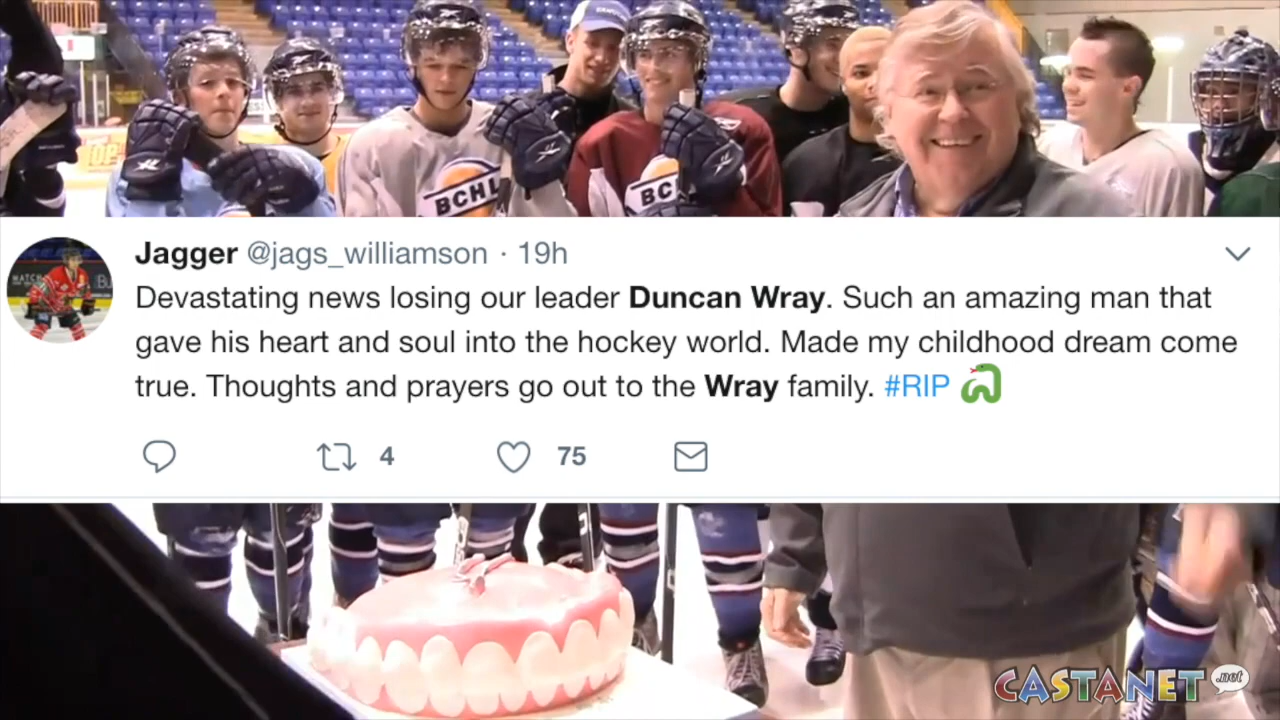 BCHL
BC
Jagger @jags_williamson · 19h
Devastating news losing our leader Duncan Wray. Such an amazing man that
gave his heart and soul into the hockey world. Made my childhood dream come
true. Thoughts and prayers go out to the Wray family. #RIP
4
75
CASTANET.net